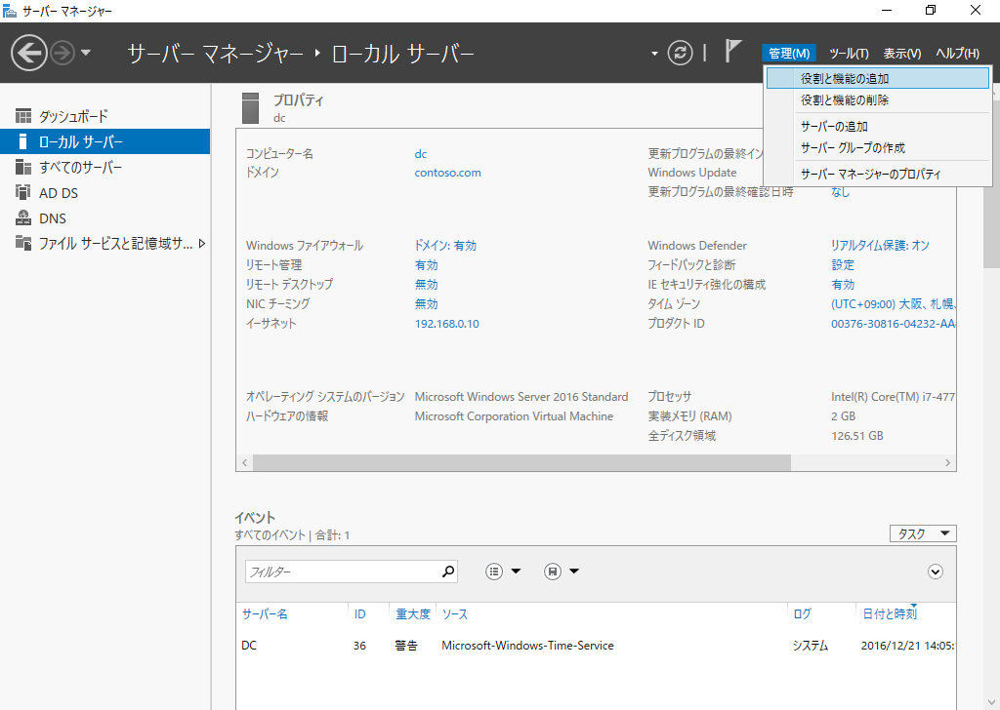 サーバー マネージャー
サーバー マネージャー ・ ローカル サーバー
管理(M) ツール(T) 表示(V) ヘルプ(H)
役割と機能の追加
役割と機能の削除
サーバーの追加
サーバー グループの作成
サーバー マネージャーのプロパティ
ダッシュボード
ローカル サーバー
すべてのサーバー
AD DS
DNS
ファイル サービスと記憶域サ...
プロパティ
dc
コンピューター名 dc 更新プログラムの最終イン
ドメイン contoso.com Windows Update
更新プログラムの最終確認日時 なし
Windows ファイアウォール ドメイン: 有効 Windows Defender リアルタイム保護: オン
リモート管理 有効 フィードバックと診断 設定
リモート デスクトップ 無効 IE セキュリティ強化の構成 有効
NIC チーミング 無効 タイム ゾーン (UTC+09:00) 大阪、札幌、
イーサネット 192.168.0.10 プロダクト ID 00376-30816-04232-AA
オペレーティング システムのバージョン Microsoft Windows Server 2016 Standard プロセッサ Intel(R) Core(TM) i7-477
ハードウェアの情報 Microsoft Corporation Virtual Machine 実装メモリ (RAM) 2 GB
全ディスク領域 126.51 GB
イベント
すべてのイベント | 合計: 1
タスク
フィルター
サーバー名 ID 重大度 ソース ログ 日付と時刻
DC 36 警告 Microsoft-Windows-Time-Service システム 2016/12/21 14:05: